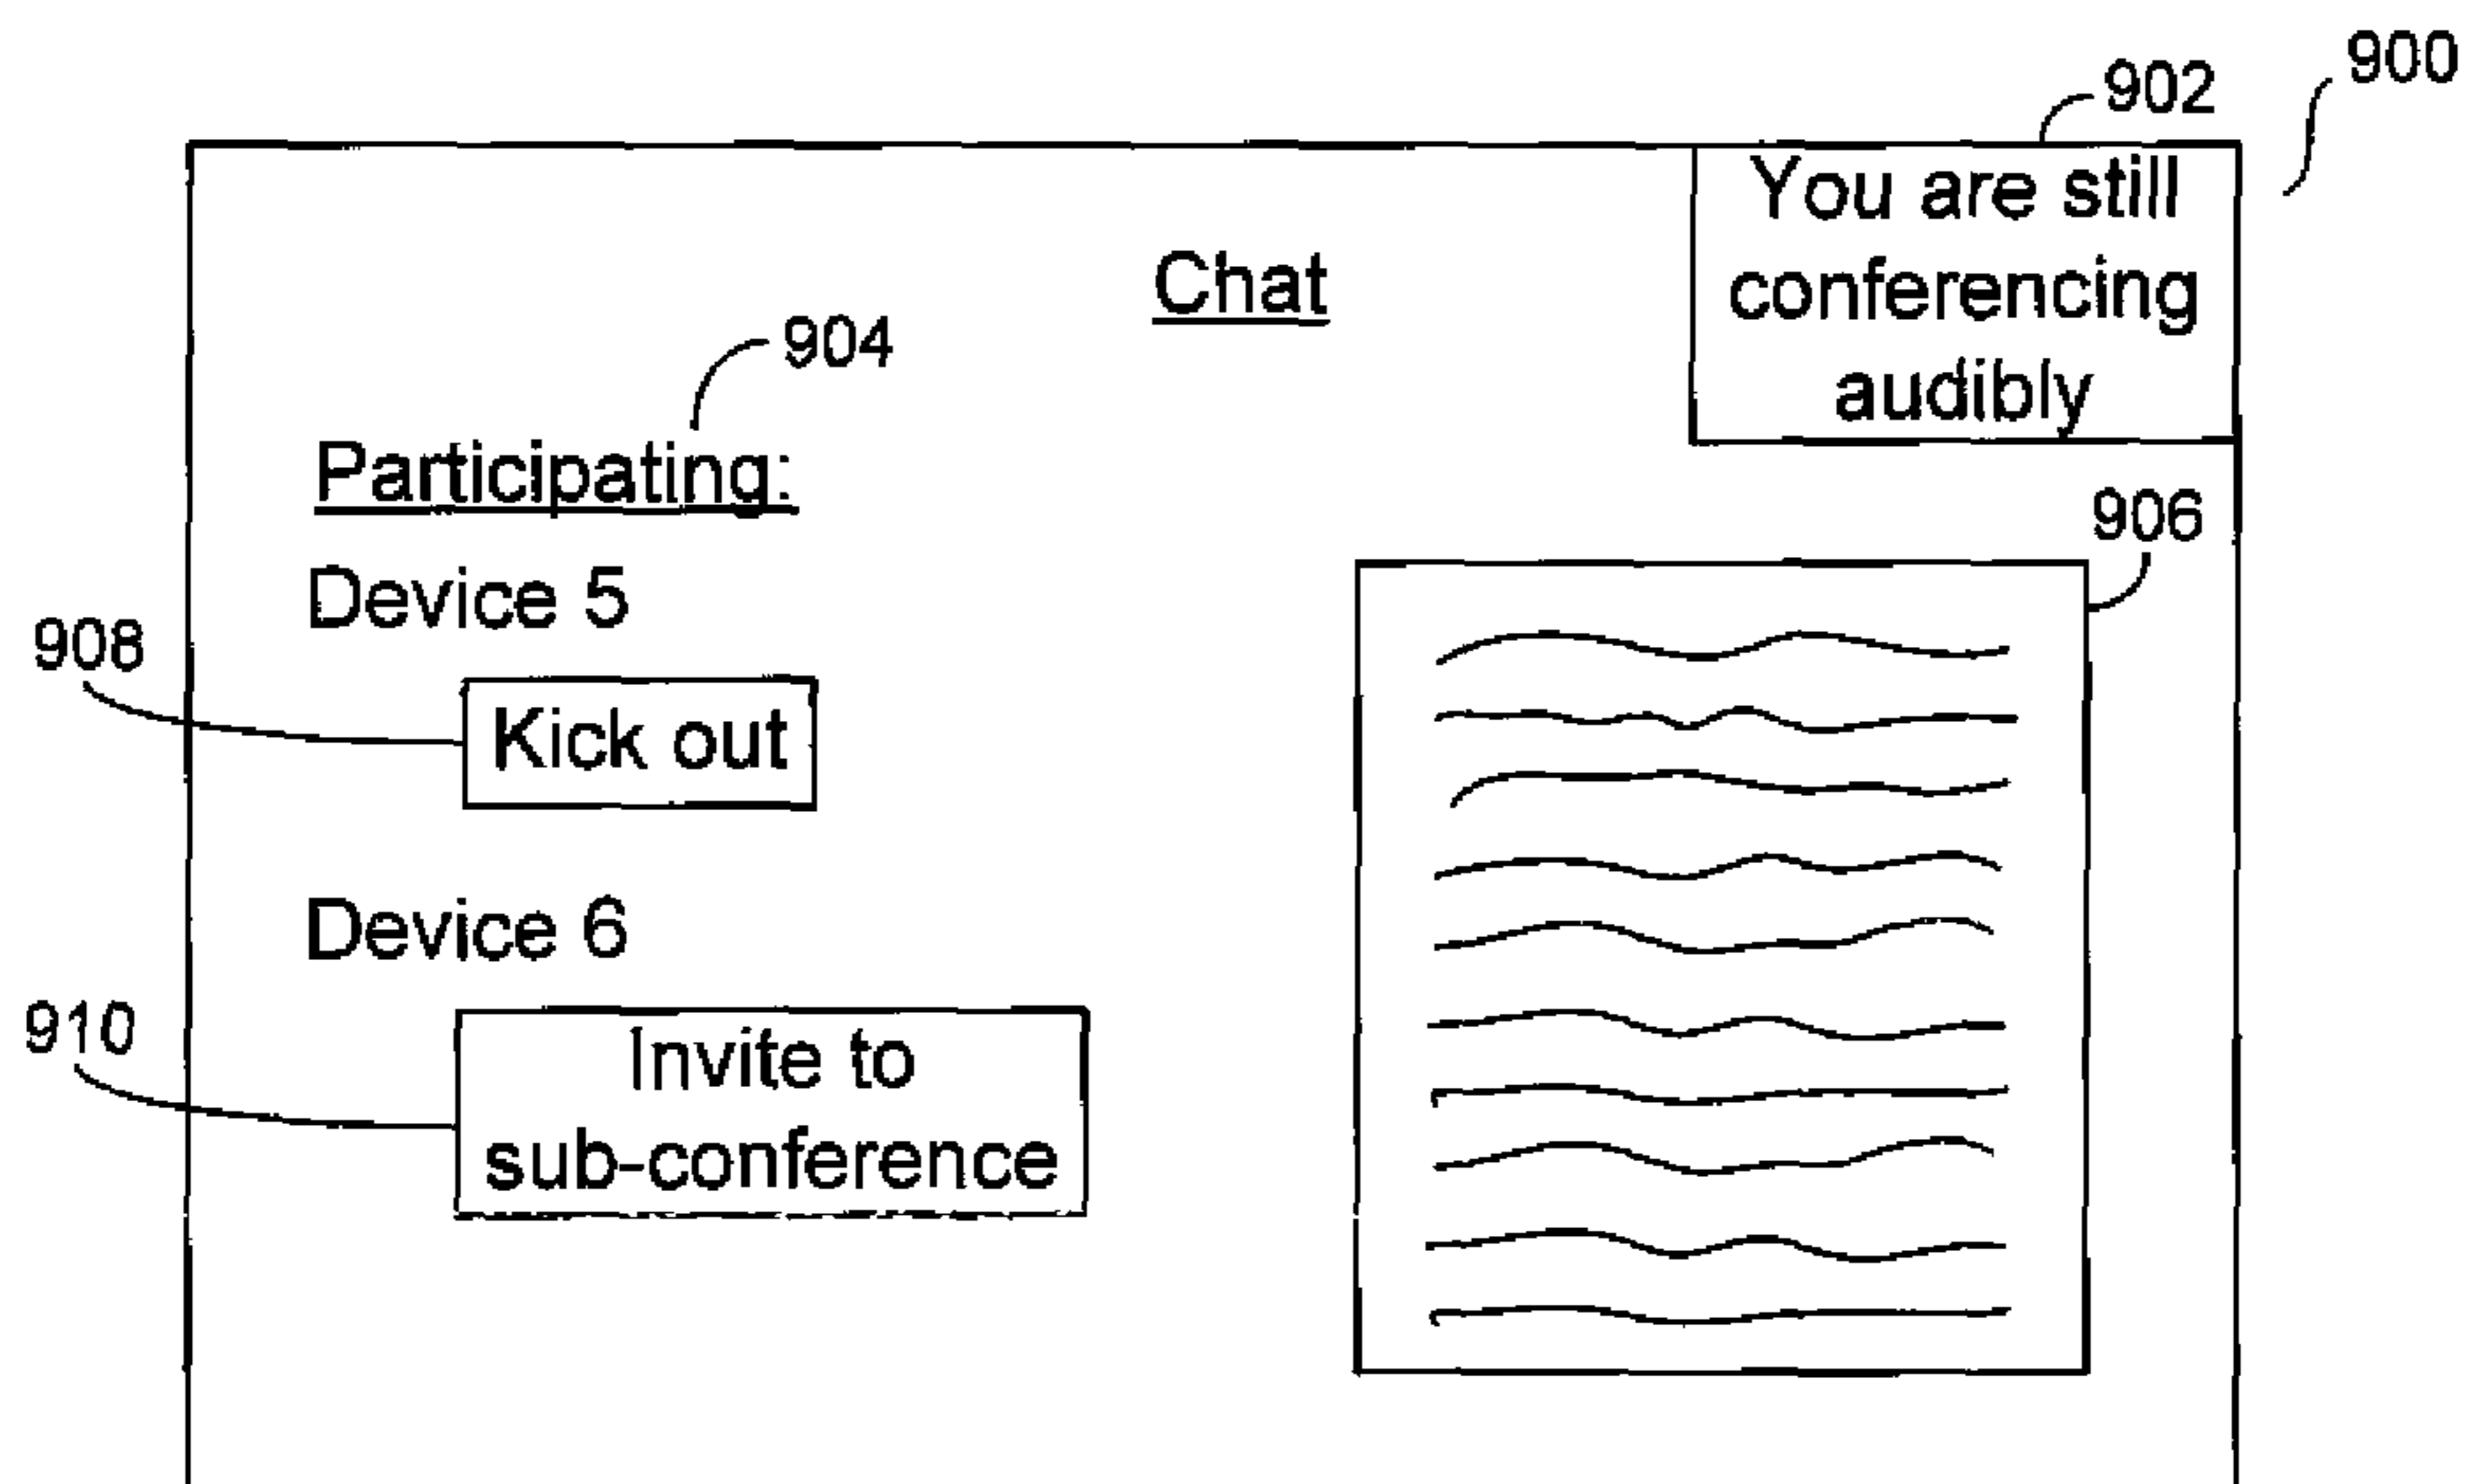 900
902
You are still
conferencing
audibly
Chat
904
Participating:
906
Device 5
908
Kick out
Device 6
910
Invite to
sub-conference